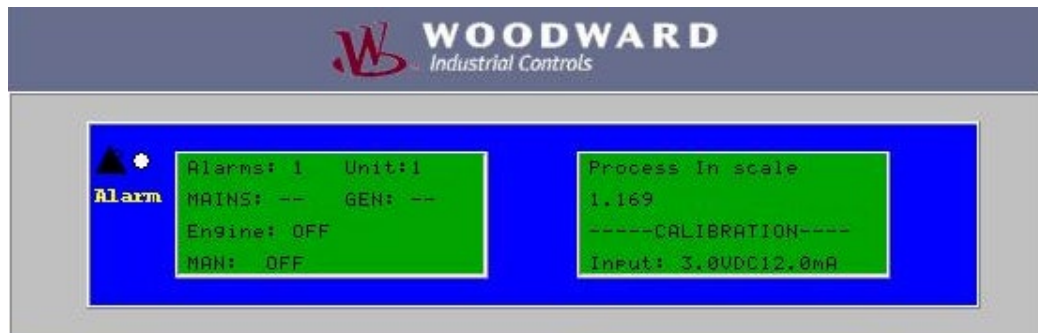 WOODWARD
Industrial Controls
Alarm
Alarms: 1 Unit:1
MAINS: -- GEN: --
Engine: OFF
MAN: OFF
Process In scale
1.169
-----CALIBRATION----
Input: 3.0VDC12.0mA